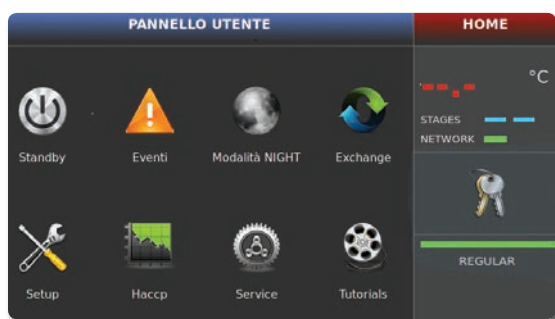 PANNELLO UTENTE
HOME
°C
STAGES
NETWORK
Standby
Eventi
Modalità NIGHT
Exchange
Setup
Haccp
Service
Tutorials
REGULAR